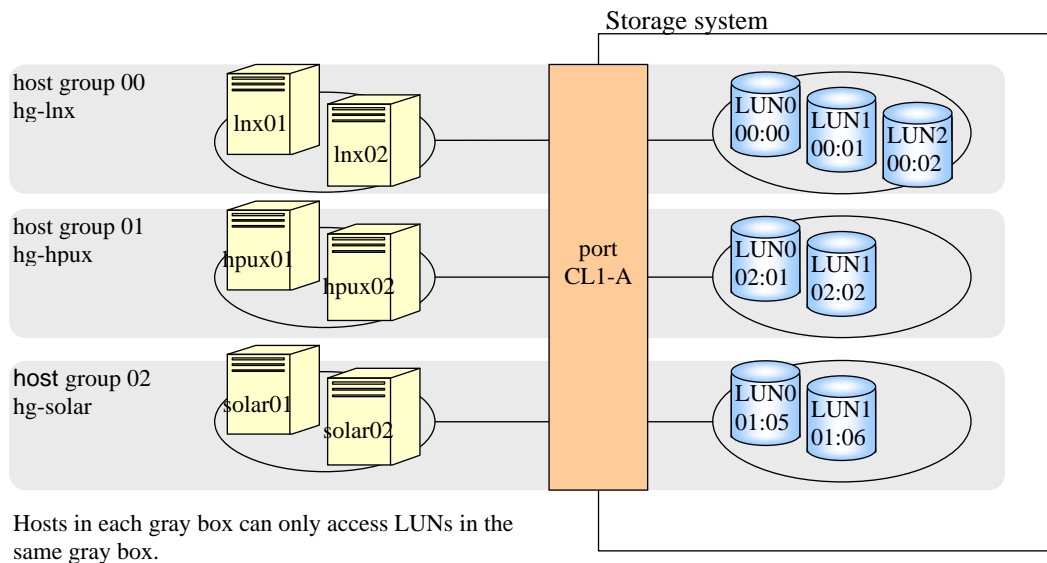 Storage system
host group 00
hg-lnx
lnx01
lnx02
LUN0
00:00
LUN1
00:01
LUN2
00:02
host group 01
hg-hpux
hpux01
hpux02
port
CL1-A
LUN0
02:01
LUN1
02:02
host group 02
hg-solar
solar01
solar02
LUN0
01:05
LUN1
01:06
Hosts in each gray box can only access LUNs in the
same gray box.